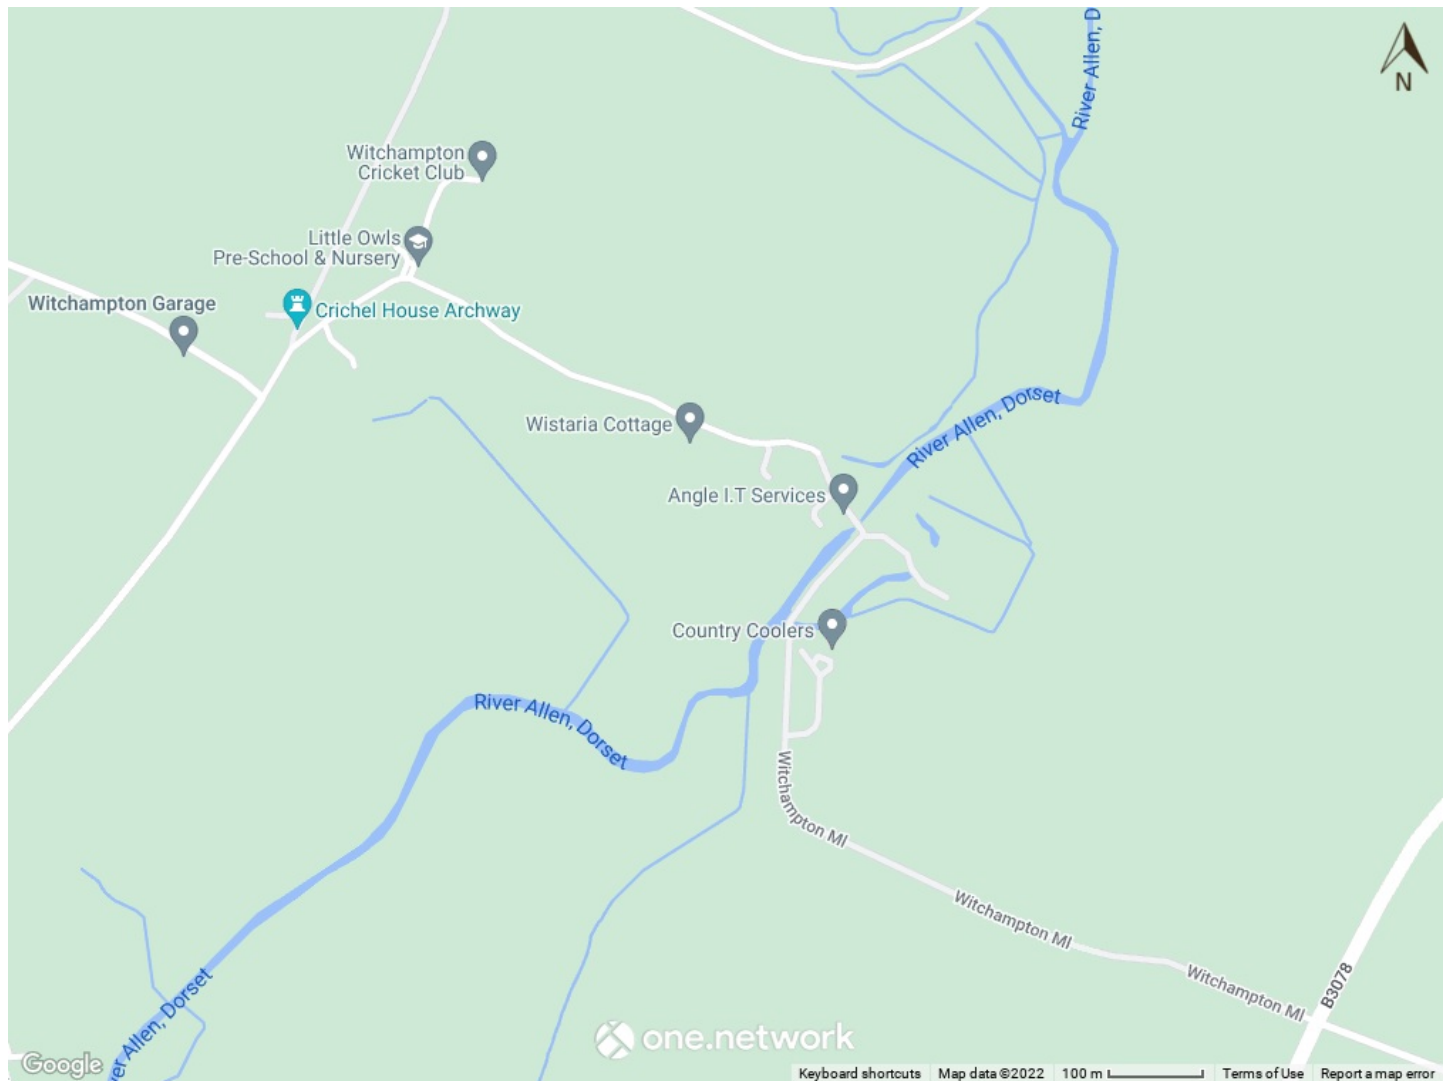 River Allen, D
N
Witchampton
Cricket Club
Little Owls
Pre-School & Nursery
Witchampton Garage
Crichel House Archway
River Allen, Dorset
Wistaria Cottage
Angle I.T Services
Country Coolers
River Allen, Dorset
Witchampton Ml
Witchampton Ml
Witchampton Ml
B3078
er Allen, Dorset
one.network
Google
Keyboard shortcuts
Map data ©2022
100 m
Terms of Use
Report a map error